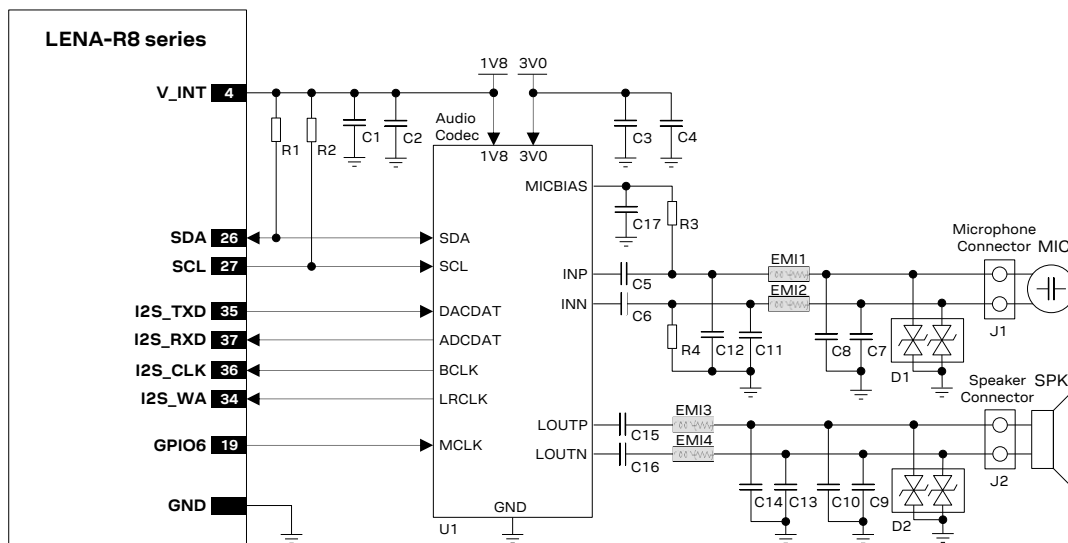 LENA-R8 series
1V8 3V0
V_INT 4
R1 R2 C1 C2
Audio
Codec
C3 C4
1V8 3V0
MICBIAS
C17 R3
SDA 26
SDA
SCL 27
SCL
Microphone
Connector MIC
EMI1
INP
C5
EMI2
INN
C6
J1
I2S_TXD 35
DACDAT
I2S_RXD 37
ADCDAT
R4 C12 C11 C8 C7
D1
I2S_CLK 36
BCLK
I2S_WA 34
LRCLK
Speaker
Connector SPK
EMI3
LOUTP
C15
EMI4
GPIO6 19
MCLK
LOUTN
C16
J2
C14 C13 C10 C9
D2
GND
GND
U1